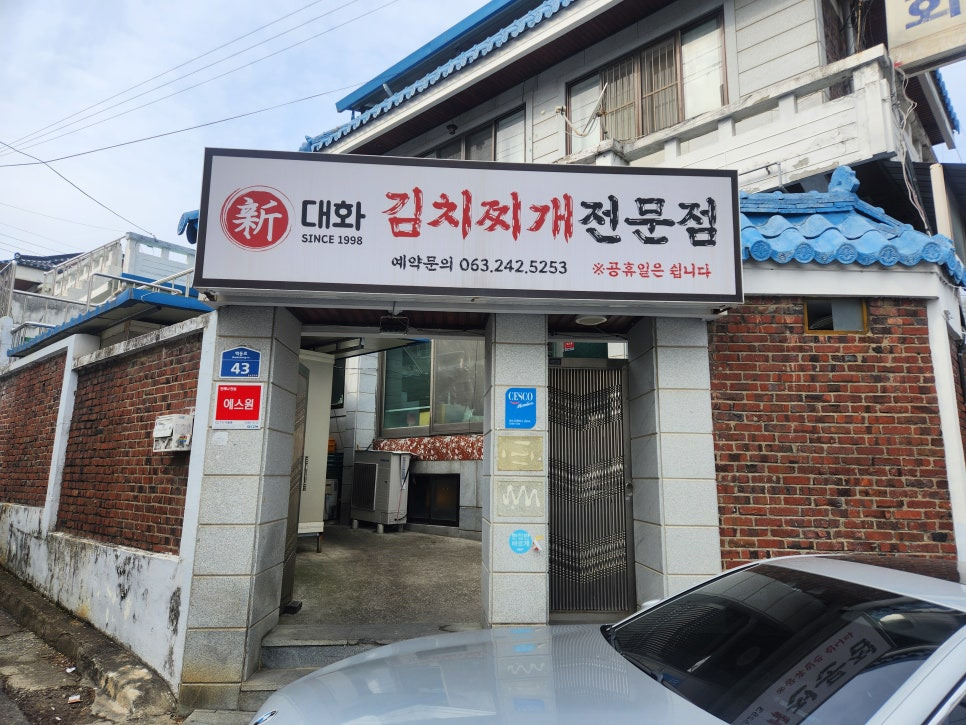 회
新 대화 김치찌개전문점
SINCE 1998
예약문의 063.242.5253 ※공휴일은 쉽니다
43
에스원
CESCO